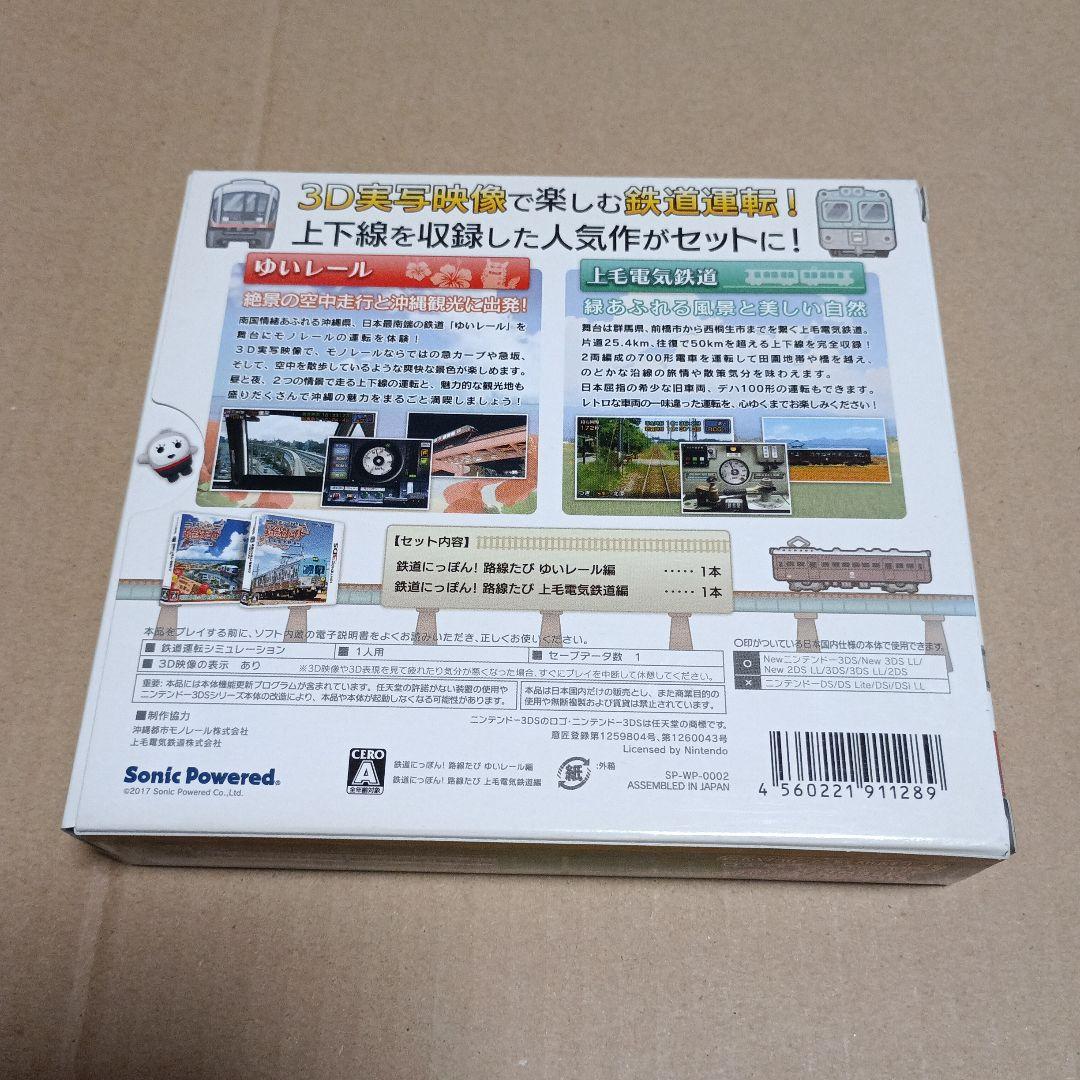 3D実写映像で楽しむ鉄道運転!
上下線を収録した人気作がセットに!
ゆいレール
絶景の空中走行と沖縄観光に出発!
南国情緒あふれる沖縄県、日本最南端の鉄道「ゆいレール」を
舞台にモノレールの運転を体験!
3D実写映像で、モノレールならではの急カーブや急坂、
そして、空中を散歩しているような爽快な景色が楽しめます。
昼と夜、2つの情景で走る上下線の運転と、魅力的な観光地も
盛りだくさんで沖縄の魅力をまるごと満喫しましょう!
上毛電気鉄道
緑あふれる風景と美しい自然
舞台は群馬県、前橋市から西桐生市までを繋ぐ上毛電気鉄道。
片道25.4km、往復で50kmを超える上下線を完全収録!
2両編成の700形電車を運転して田園地帯や橋を越え、
のどかな沿線の旅情や散策気分を味わえます。
日本屈指の希少な旧車両、デハ100形の運転もできます。
レトロな車両の一味違った運転を、心ゆくまでお楽しみください!
【セット内容】
鉄道にっぽん! 路線たび ゆいレール編 ・・・・・ 1本
鉄道にっぽん! 路線たび 上毛電気鉄道編 ・・・・・ 1本
本品をプレイする前に、ソフト内蔵の電子説明書をよくお読みいただき、正しくお使いください。
■ 鉄道運転シミュレーション
■ 1人用
■ セーブデータ数 1
■ 3D映像の表示 あり
※3D映像や3D表現を見て疲れたり気分が悪くなった場合、すぐにプレイを中断して休憩してください。
重要: 本品には本体機能更新プログラムが含まれています。任天堂の許諾がない装置の使用や
ニンテンドー3DSシリーズ本体の改造により、本品や本体が起動しなくなる可能性があります。
本品は日本国内だけの販売とし、また商業目的の
使用や無断複製および賃貸は禁止されています。
○印がついている日本国内仕様の本体で使用できます。
○ Newニンテンドー3DS/New 3DS LL/
New 2DS LL/3DS/3DS LL/2DS
× ニンテンドーDS/DS Lite/DSi/DSi LL
■制作協力
沖縄都市モノレール株式会社
上毛電気鉄道株式会社
ニンテンドー3DSのロゴ・ニンテンドー3DSは任天堂の商標です。
意匠登録第1259804号、第1260043号
Licensed by Nintendo
Sonic Powered®
©2017 Sonic Powered Co.,Ltd.
CERO
A
全年齢対象
鉄道にっぽん! 路線たび ゆいレール編
鉄道にっぽん! 路線たび 上毛電気鉄道編
紙
:外箱
SP-WP-0002
ASSEMBLED IN JAPAN
4 560221 911289